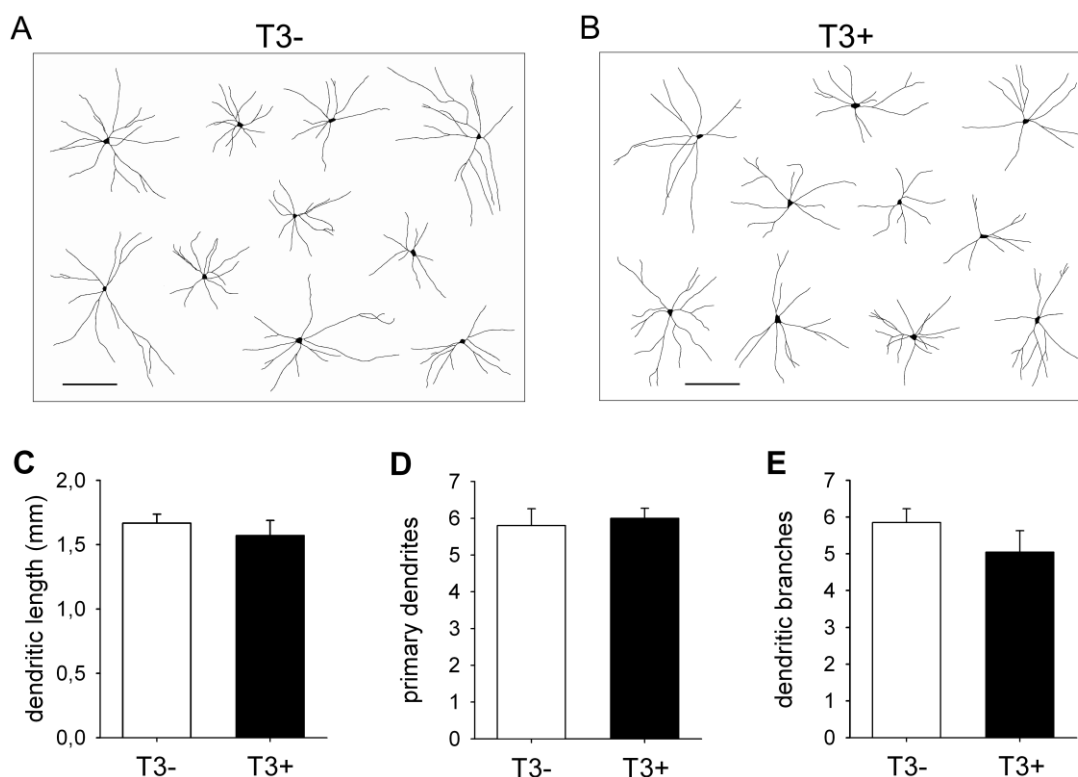 A
T3-
B
T3+
C
dendritic length (mm)
2,0
1,5
1,0
0,5
0,0
T3-
T3+
D
primary dendrites
7
6
5
4
3
2
1
0
T3-
T3+
E
dendritic branches
7
6
5
4
3
2
1
0
T3-
T3+